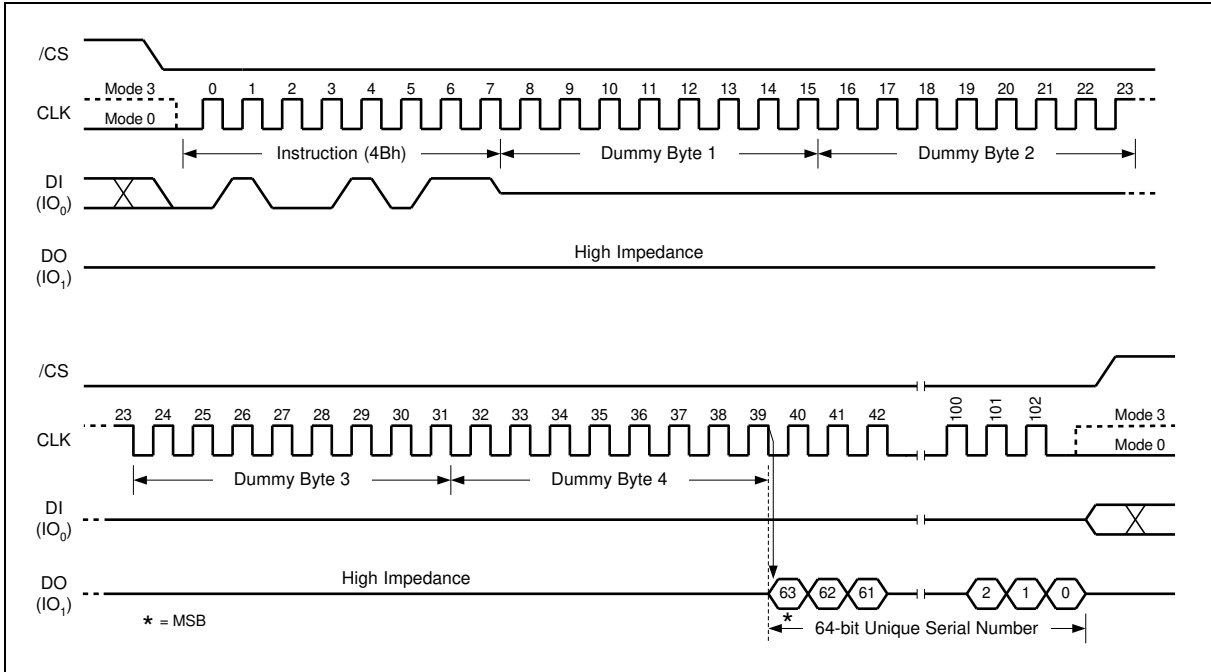 /CS
Mode 3 0 1 2 3 4 5 6 7 8 9 10 11 12 13 14 15 16 17 18 19 20 21 22 23
CLK
Mode 0
Instruction (4Bh) Dummy Byte 1 Dummy Byte 2
DI
(IO0)
High Impedance
DO
(IO1)
/CS
23 24 25 26 27 28 29 30 31 32 33 34 35 36 37 38 39 40 41 42 100 101 102 Mode 3
CLK
Mode 0
Dummy Byte 3 Dummy Byte 4
DI
(IO0)
High Impedance
DO
(IO1)
63 62 61 2 1 0
* = MSB
*
64-bit Unique Serial Number